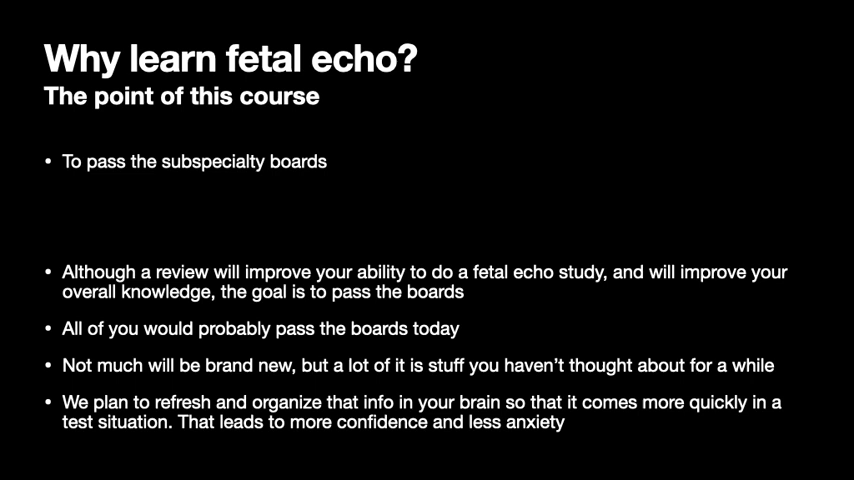 Why learn fetal echo?
The point of this course
• To pass the subspecialty boards
• Although a review will improve your ability to do a fetal echo study, and will improve your
overall knowledge, the goal is to pass the boards
• All of you would probably pass the boards today
• Not much will be brand new, but a lot of it is stuff you haven’t thought about for a while
• We plan to refresh and organize that info in your brain so that it comes more quickly in a
test situation. That leads to more confidence and less anxiety